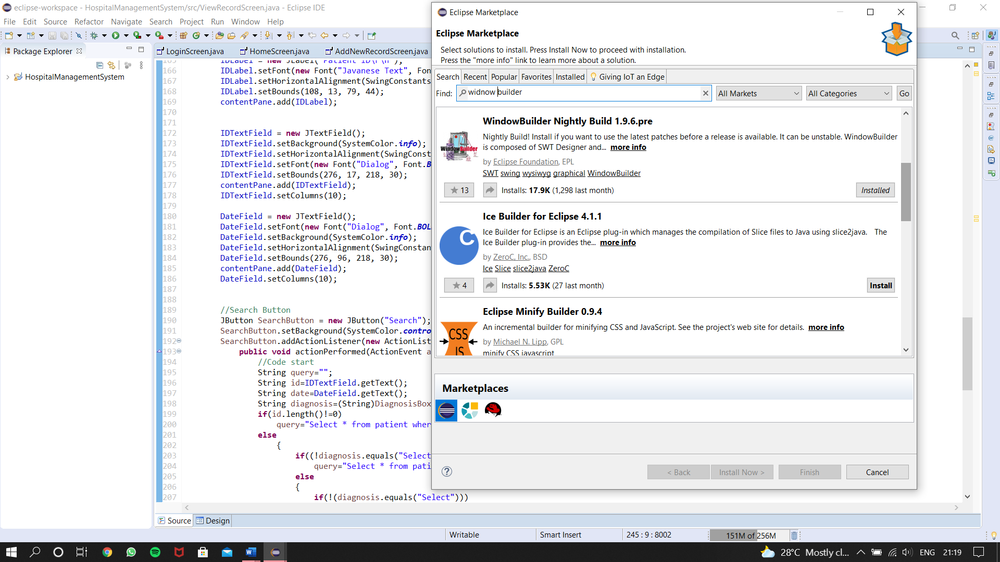 eclipse-workspace - HospitalManagementSystem/src/ViewRecordScreen.java - Eclipse IDE
File Edit Source Refactor Navigate Search Project Run Window Help
Package Explorer
HospitalManagementSystem
LoginScreen.java HomeScreen.java AddNewRecordScreen.java
165 IDLabel = new JLabel("Patient ID\r\n");
166 IDLabel.setFont(new Font("Javanese Text", Fon
167 IDLabel.setHorizontalAlignment(SwingConstants
168 IDLabel.setBounds(108, 13, 79, 44);
169 contentPane.add(IDLabel);
170
171
172 IDTextField = new JTextField();
173 IDTextField.setBackground(SystemColor.info);
174 IDTextField.setHorizontalAlignment(SwingConst
175 IDTextField.setFont(new Font("Dialog", Font.B
176 IDTextField.setBounds(276, 17, 218, 30);
177 contentPane.add(IDTextField);
178 IDTextField.setColumns(10);
179
180 DateField = new JTextField();
181 DateField.setFont(new Font("Dialog", Font.BOL
182 DateField.setBackground(SystemColor.info);
183 DateField.setHorizontalAlignment(SwingConstan
184 DateField.setBounds(276, 96, 218, 30);
185 contentPane.add(DateField);
186 DateField.setColumns(10);
187
188
189 //Search Button
190 JButton SearchButton = new JButton("Search");
191 SearchButton.setBackground(SystemColor.contro
192 SearchButton.addActionListener(new ActionList
193 public void actionPerformed(ActionEvent a
194 //Code start
195 String query="";
196 String id=IDTextField.getText();
197 String date=DateField.getText();
198 String diagnosis=(String)DiagnosisBox
199 if(id.length()!=0)
200 query="Select * from patient wher
201 else
202 {
203 if((!diagnosis.equals("Select
204 query="Select * from pati
205 else
206 {
207 if(!(diagnosis.equals("Select")))
Source Design
Eclipse Marketplace
Eclipse Marketplace
Select solutions to install. Press Install Now to proceed with installation.
Press the "more info" link to learn more about a solution.
Search Recent Popular Favorites Installed Giving IoT an Edge
Find: widnow builder All Markets All Categories Go
WindowBuilder Nightly Build 1.9.6.pre
WindowBuilder
Nightly Build! Install if you want to use the latest patches before a release is available. It can be unstable. WindowBuilder
is composed of SWT Designer and... more info
by Eclipse Foundation, EPL
SWT swing wysiwyg graphical WindowBuilder
13 Installs: 17.9K (1,298 last month) Installed
Ice Builder for Eclipse 4.1.1
C
Ice Builder for Eclipse is an Eclipse plug-in which manages the compilation of Slice files to Java using slice2java. The
Ice Builder plug-in provides the... more info
by ZeroC, Inc., BSD
Ice Slice slice2java ZeroC
4 Installs: 5.53K (27 last month) Install
Eclipse Minify Builder 0.9.4
CSS
JS
An incremental builder for minifying CSS and JavaScript. See the project's web site for details. more info
by Michael N. Lipp, GPL
minify CSS javascript
Marketplaces
< Back Install Now > Finish Cancel
Writable Smart Insert 245 : 9 : 8002 151M of 256M
28°C Mostly cl... ENG 21:19